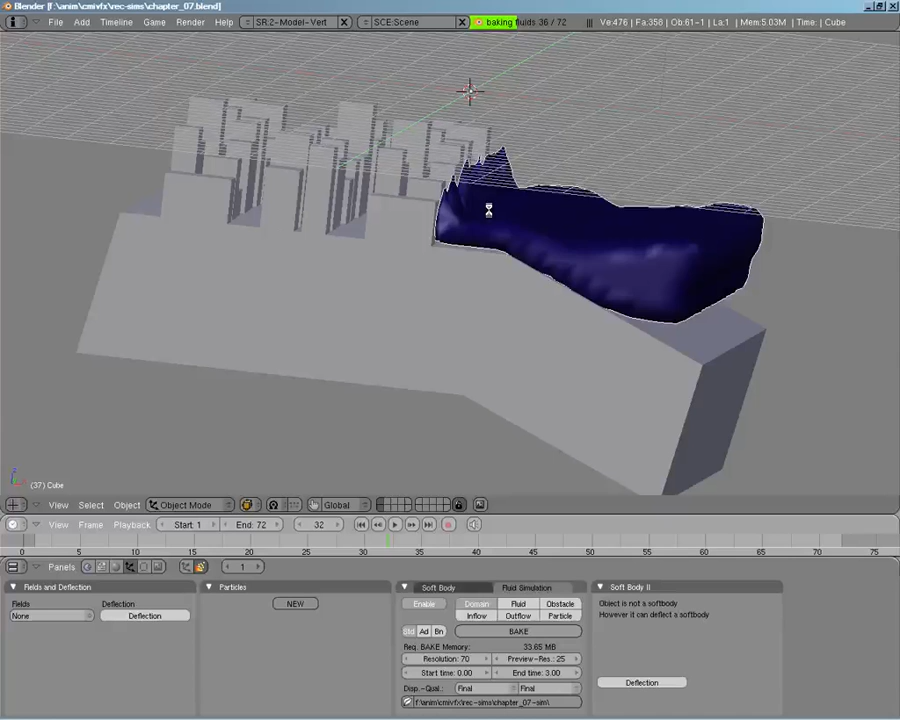 Blender [f:\anim\cmivfx\rec-sims\chapter_07.blend]
File Add Timeline Game Render Help SR:2-Model-Vert SCE:Scene baking fluids 36 / 72 Ve:476 | Fa:358 | Ob:61-1 | La:1 | Mem:5.03M | Time: | Cube
z
(37) Cube
View Select Object Object Mode Global
View Frame Playback Start: 1 End: 72 32
0 5 10 15 20 25 30 35 40 45 50 55 60 65 70 75
Panels 1
Fields and Deflection Particles Soft Body Fluid Simulation Soft Body II
Fields Deflection NEW Enable Domain Fluid Obstacle Object is not a softbody
None Deflection Inflow Outflow Particle However it can deflect a softbody
Std Ad Bn BAKE
Req. BAKE Memory: 33.65 MB
Resolution: 70 Preview-Res.: 25
Start time: 0.00 End time: 3.00
Deflection
Disp.-Qual.: Final Final
f:\anim\cmivfx\rec-sims\chapter_07-sim\